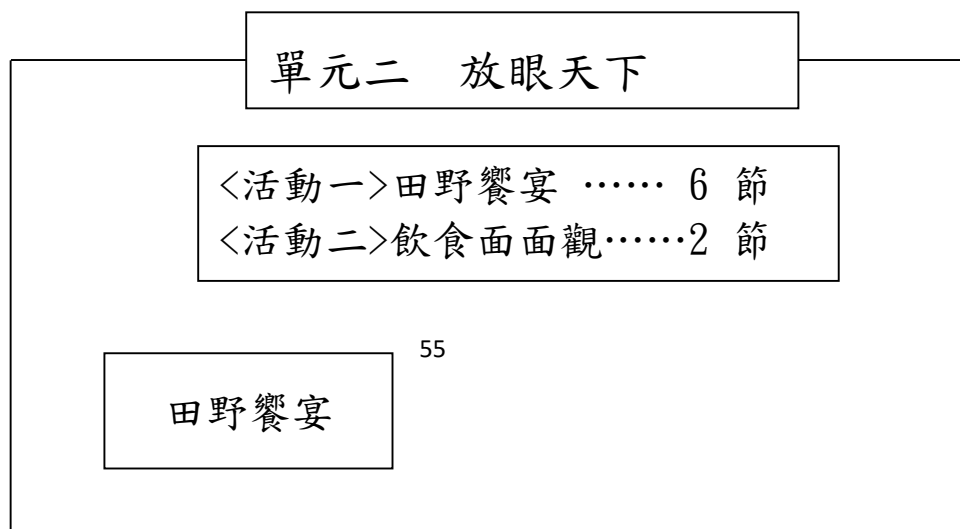 單元二　放眼天下
<活動一>田野饗宴 …… 6 節
<活動二>飲食面面觀……2 節
55
田野饗宴